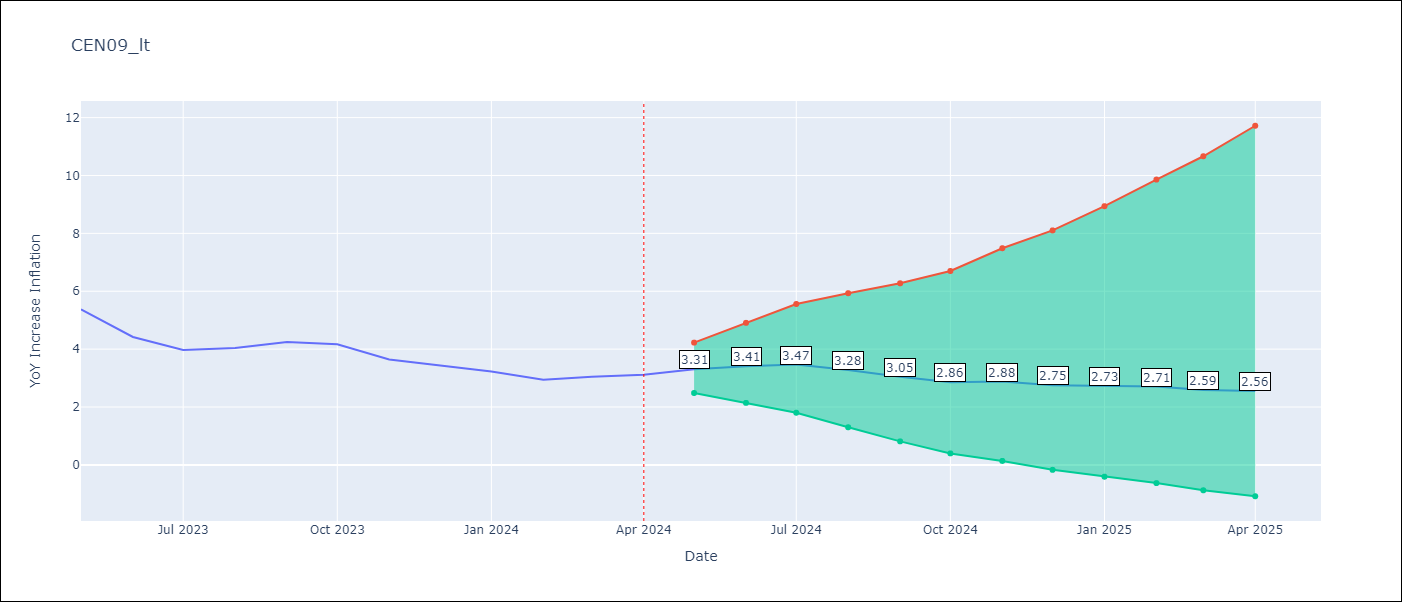 CEN09_lt
YoY Increase Inflation
12
10
8
6
4
2
0
3.31
3.41
3.47
3.28
3.05
2.86
2.88
2.75
2.73
2.71
2.59
2.56
Jul 2023
Oct 2023
Jan 2024
Apr 2024
Jul 2024
Oct 2024
Jan 2025
Apr 2025
Date